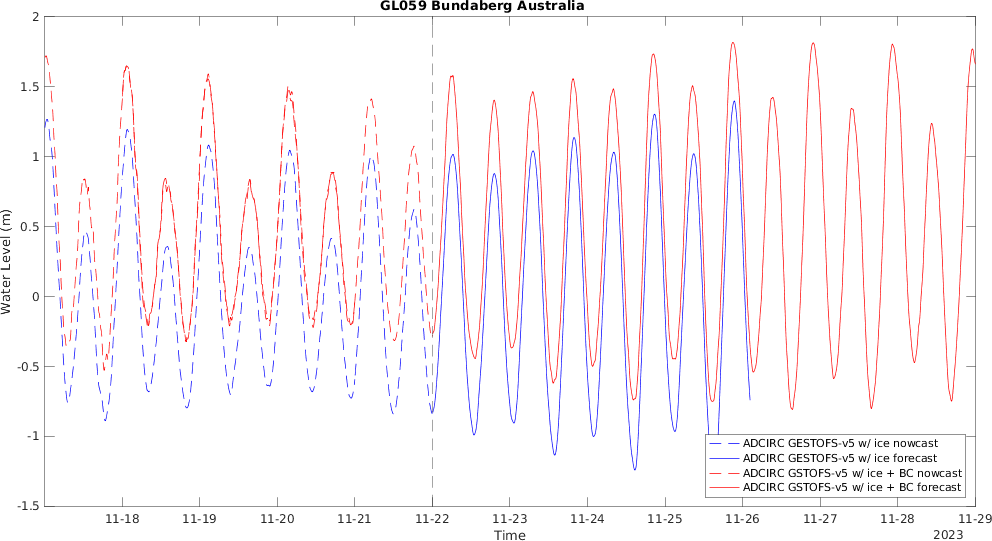 GL059 Bundaberg Australia
2
1.5
1
0.5
0
-0.5
-1
-1.5
Water Level (m)
ADCIRC GESTOFS-v5 w/ ice nowcast
ADCIRC GESTOFS-v5 w/ ice forecast
ADCIRC GSTOFS-v5 w/ ice + BC nowcast
ADCIRC GSTOFS-v5 w/ ice + BC forecast
11-18 11-19 11-20 11-21 11-22 11-23 11-24 11-25 11-26 11-27 11-28 11-29
Time
2023